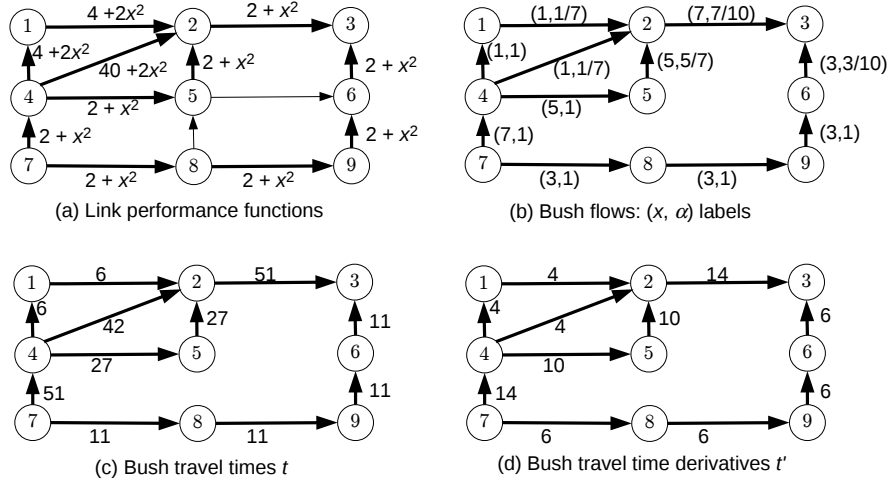 1 4 +2x² 2 2 + x² 3
4 +2x² 40 +2x² 2 + x² 2 + x²
4 2 + x² 5 6
2 + x² 2 + x²
7 2 + x² 8 2 + x² 9
(a) Link performance functions
1 (1,1/7) 2 (7,7/10) 3
(1,1) (1,1/7) (5,5/7) (3,3/10)
4 (5,1) 5 6
(7,1) (3,1)
7 (3,1) 8 (3,1) 9
(b) Bush flows: (x, α) labels
1 6 2 51 3
6 42 27 11
4 27 5 6
51 11
7 11 8 11 9
(c) Bush travel times t
1 4 2 14 3
4 4 10 6
4 10 5 6
14 6
7 6 8 6 9
(d) Bush travel time derivatives t'